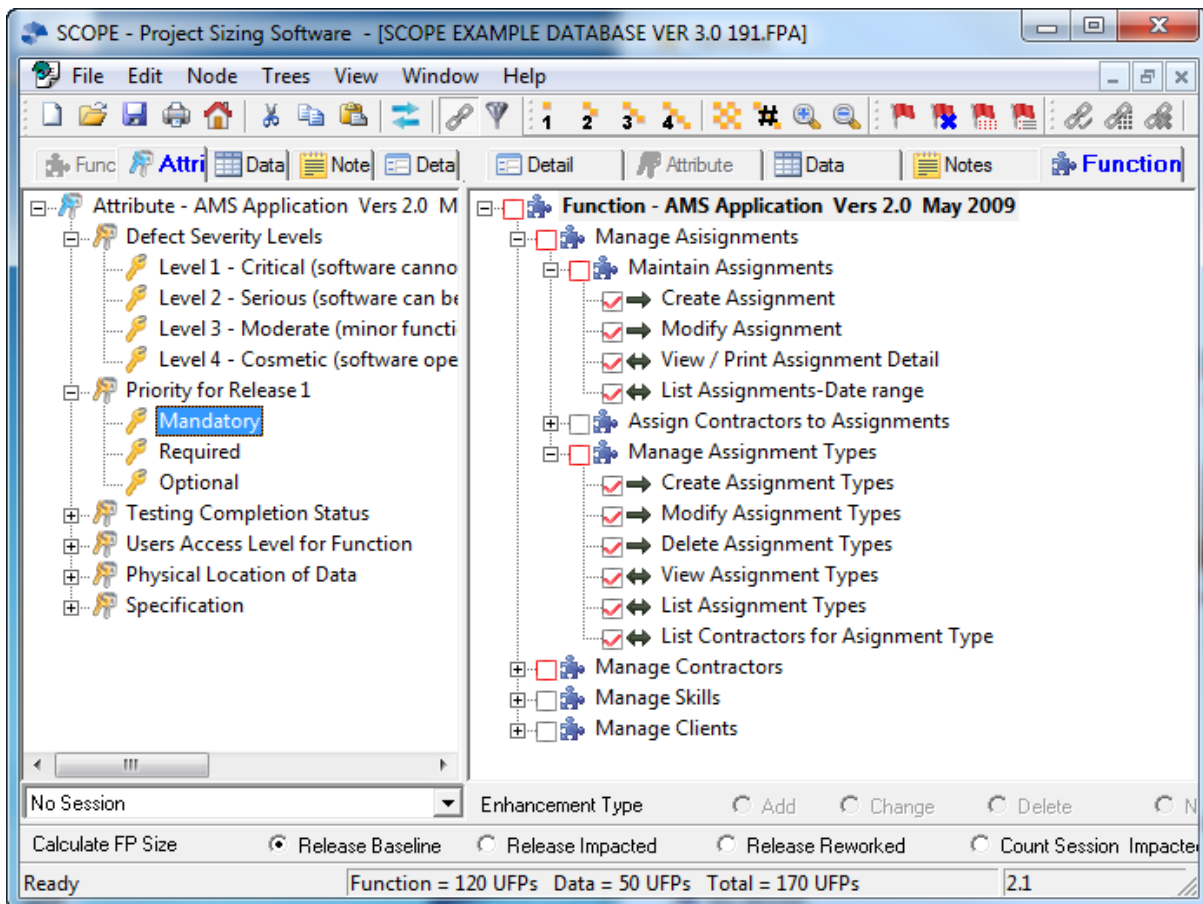 SCOPE - Project Sizing Software - [SCOPE EXAMPLE DATABASE VER 3.0 191.FPA]
File Edit Node Trees View Window Help
1 2 3 4 #
Func Attri Data Note Deta Detail Attribute Data Notes Function
Attribute - AMS Application Vers 2.0 M
Defect Severity Levels
Level 1 - Critical (software canno
Level 2 - Serious (software can be
Level 3 - Moderate (minor functi
Level 4 - Cosmetic (software ope
Priority for Release 1
Mandatory
Required
Optional
Testing Completion Status
Users Access Level for Function
Physical Location of Data
Specification
Function - AMS Application Vers 2.0 May 2009
Manage Asisignments
Maintain Assignments
Create Assignment
Modify Assignment
View / Print Assignment Detail
List Assignments-Date range
Assign Contractors to Assignments
Manage Assignment Types
Create Assignment Types
Modify Assignment Types
Delete Assignment Types
View Assignment Types
List Assignment Types
List Contractors for Asignment Type
Manage Contractors
Manage Skills
Manage Clients
No Session Enhancement Type Add Change Delete N
Calculate FP Size Release Baseline Release Impacted Release Reworked Count Session Impacte
Ready Function = 120 UFPs Data = 50 UFPs Total = 170 UFPs 2.1